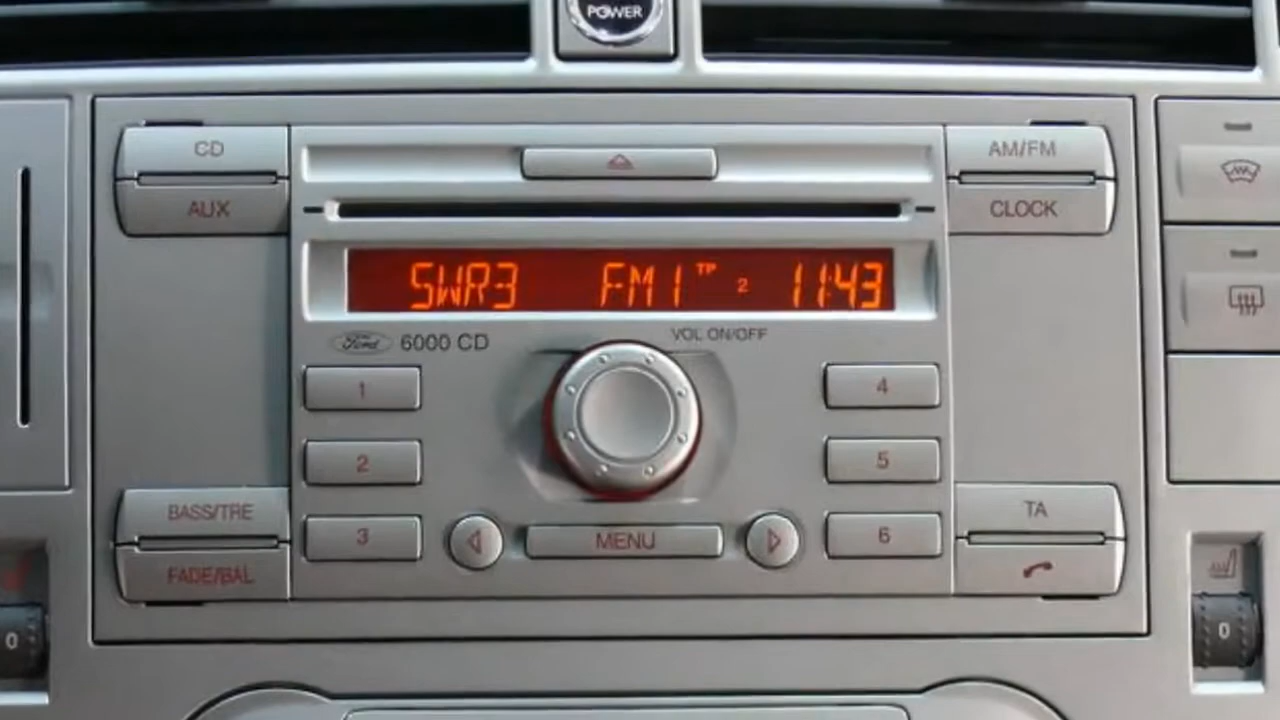 POWER
CD
AM/FM
AUX
CLOCK
SWR3 FM1 TP 2 11:43
Ford 6000 CD
VOL ON/OFF
1
4
2
5
BASS/TRE
TA
3
MENU
6
FADE/BAL
0
0